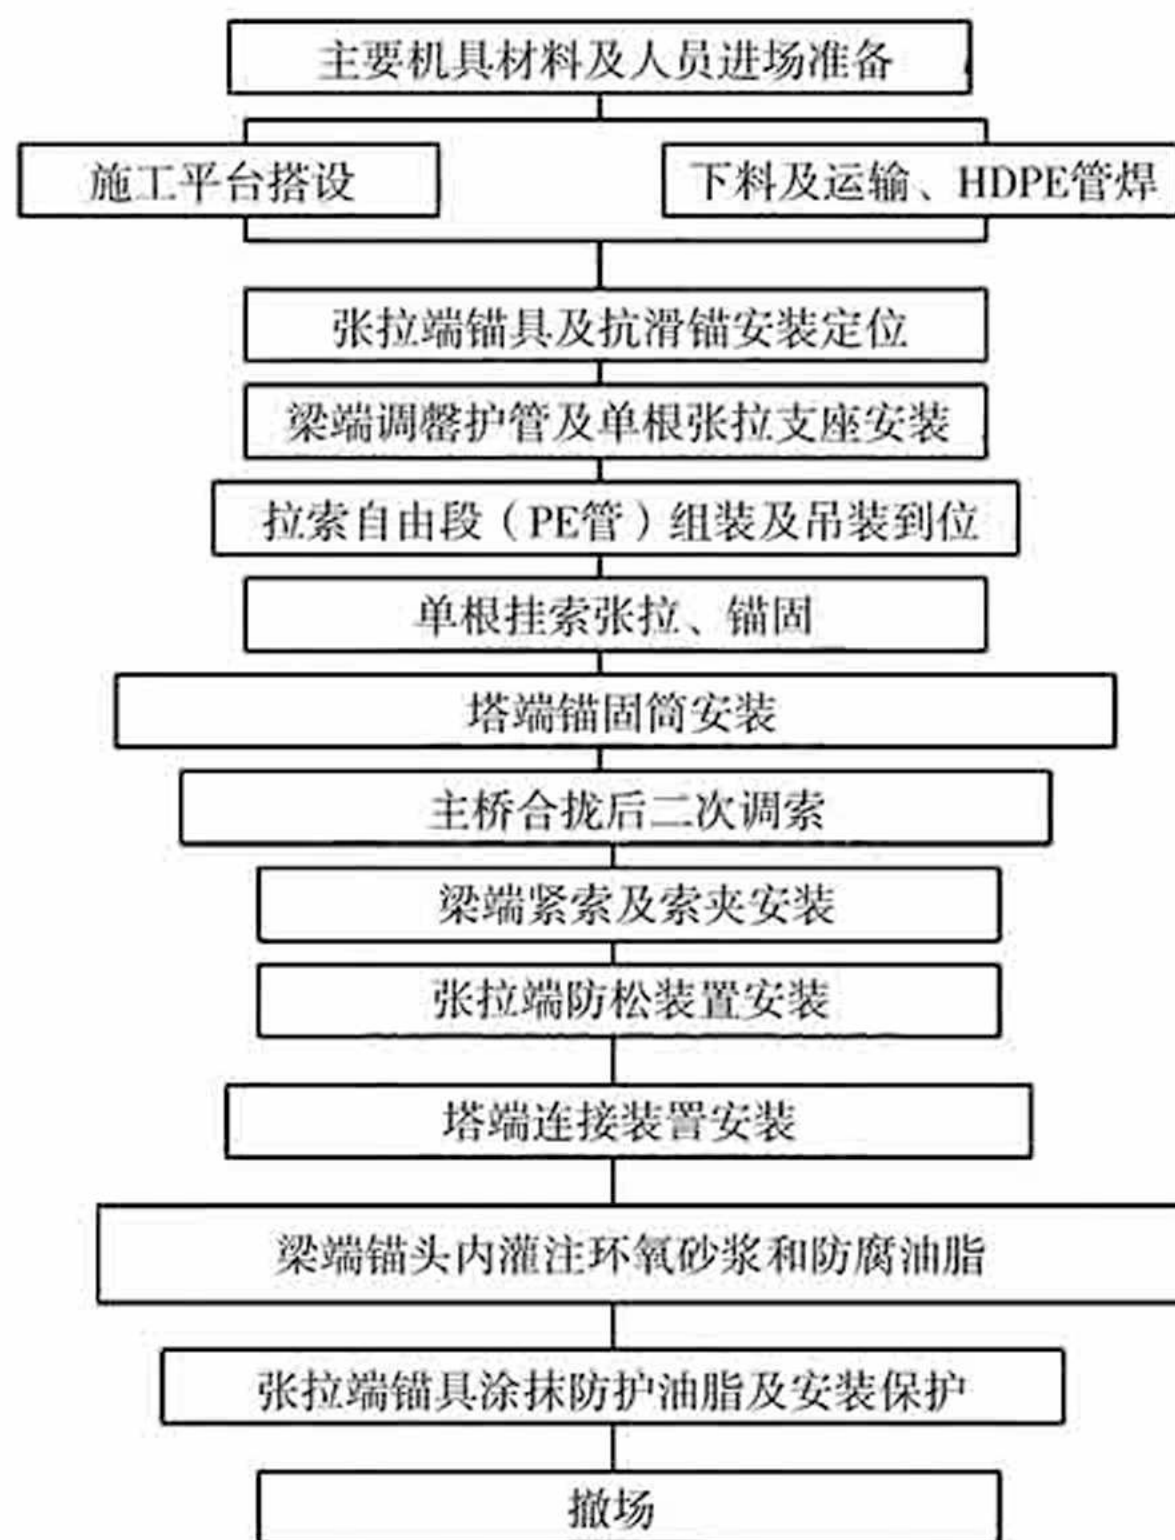 主要机具材料及人员进场准备
施工平台搭设
下料及运输、HDPE管焊
张拉端锚具及抗滑锚安装定位
梁端调罄护管及单根张拉支座安装
拉索自由段（PE管）组装及吊装到位
单根挂索张拉、锚固
塔端锚固筒安装
主桥合拢后二次调索
梁端紧索及索夹安装
张拉端防松装置安装
塔端连接装置安装
梁端锚头内灌注环氧砂浆和防腐油脂
张拉端锚具涂抹防护油脂及安装保护
撤场